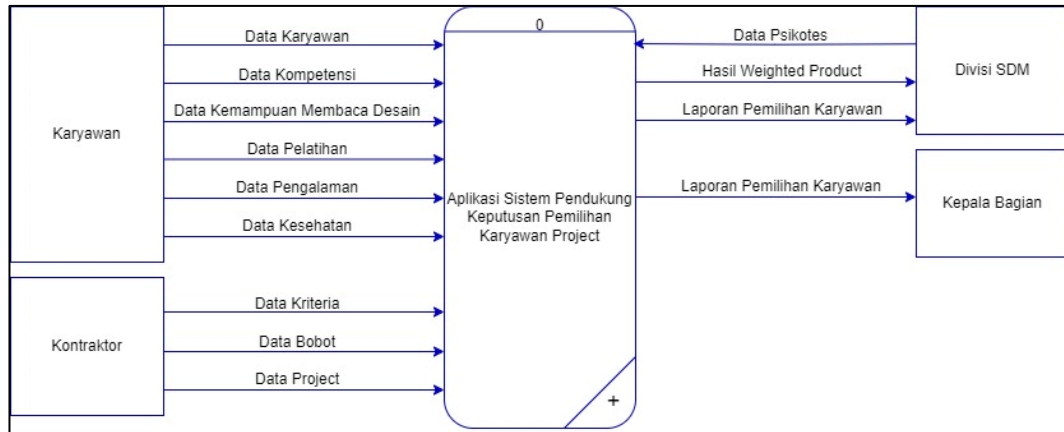 0
Karyawan
Data Karyawan
Data Kompetensi
Data Kemampuan Membaca Desain
Data Pelatihan
Data Pengalaman
Data Kesehatan
Kontraktor
Data Kriteria
Data Bobot
Data Project
Aplikasi Sistem Pendukung
Keputusan Pemilihan
Karyawan Project
+
Data Psikotes
Hasil Weighted Product
Laporan Pemilihan Karyawan
Divisi SDM
Laporan Pemilihan Karyawan
Kepala Bagian